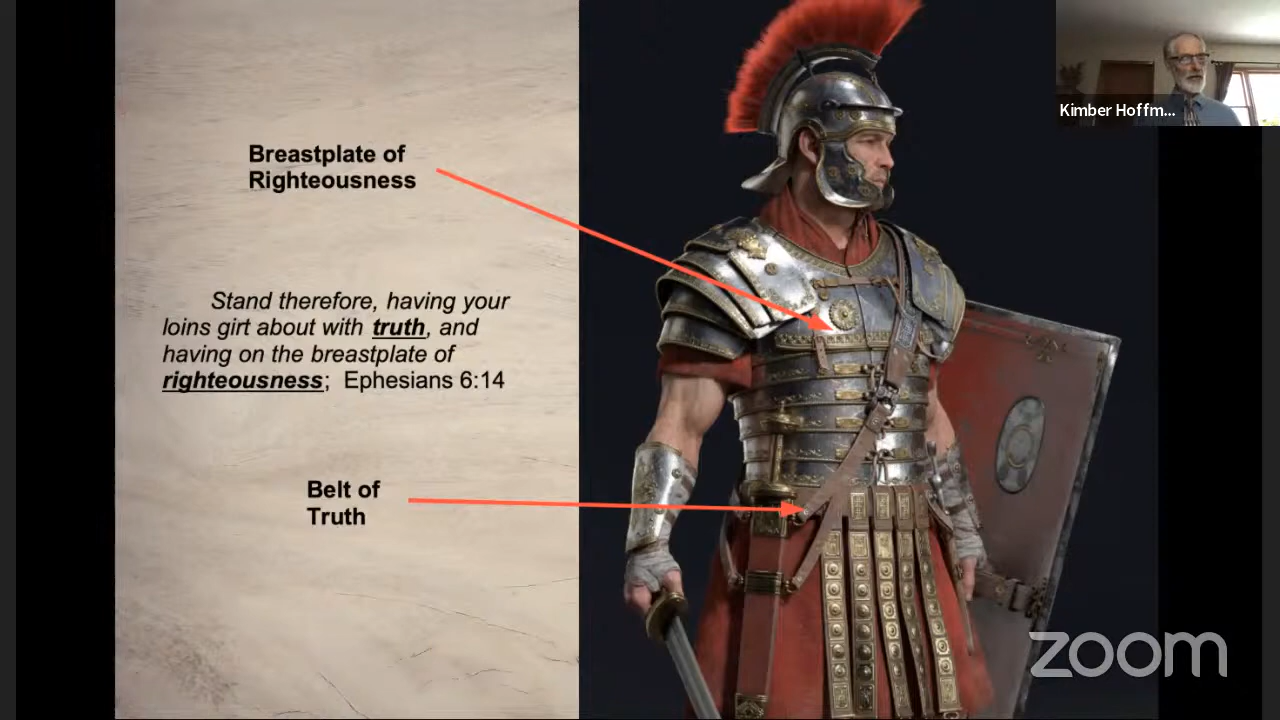 Kimber Hoffm...
Breastplate of
Righteousness
Stand therefore, having your
loins girt about with truth, and
having on the breastplate of
righteousness; Ephesians 6:14
Belt of
Truth
zoom